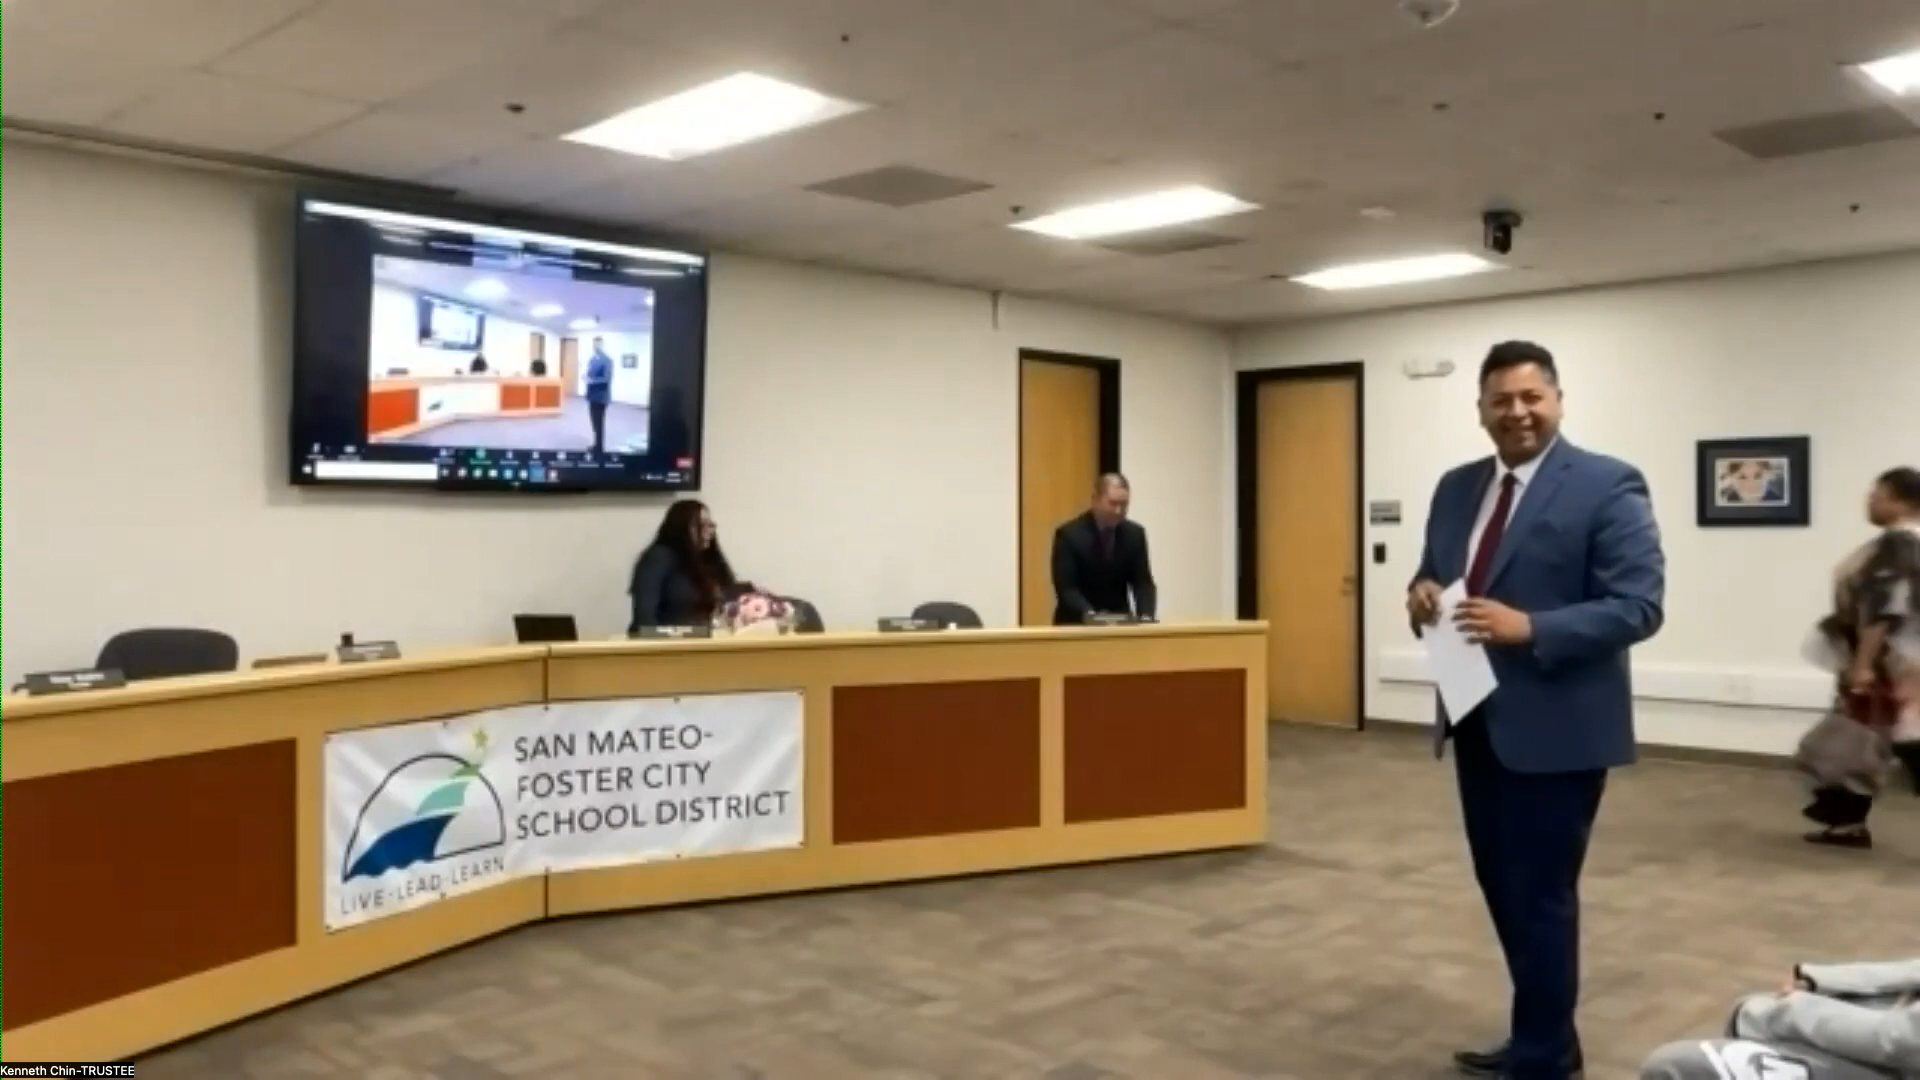 SAN MATEO-
FOSTER CITY
SCHOOL DISTRICT
LIVE-LEAD-LEARN
Kenneth Chin-TRUSTEE